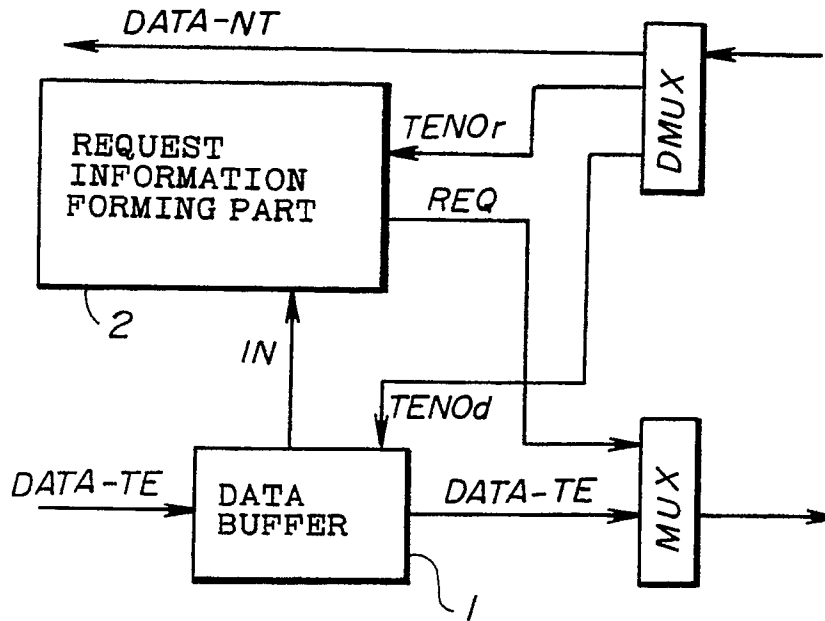 DATA-NT
DMUX
TENOr
REQUEST
INFORMATION
FORMING PART
REQ
2
IN
TENOd
DATA-TE
DATA
BUFFER
DATA-TE
MUX
1